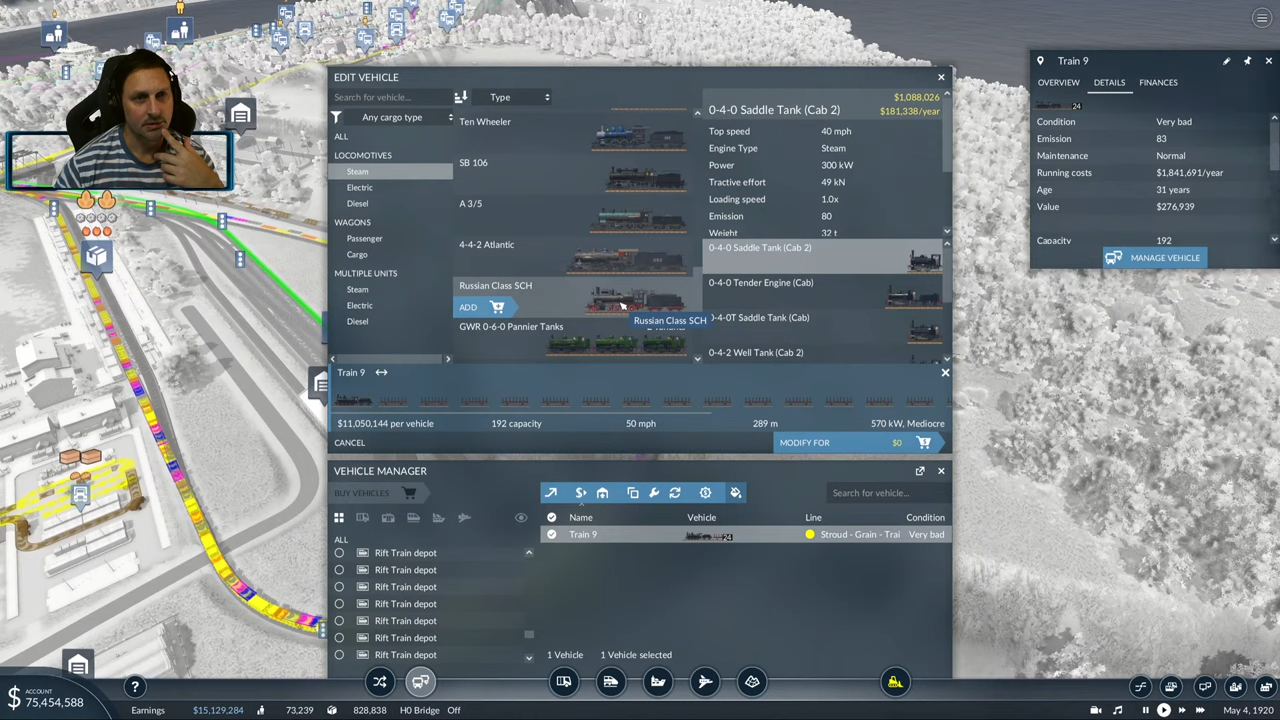 EDIT VEHICLE
Search for vehicle...
Type
Any cargo type
ALL
LOCOMOTIVES
Steam
Electric
Diesel
WAGONS
Passenger
Cargo
MULTIPLE UNITS
Steam
Electric
Diesel
Ten Wheeler
SB 106
A 3/5
4-4-2 Atlantic
Russian Class SCH
ADD
Russian Class SCH
GWR 0-6-0 Pannier Tanks
$1,088,026
0-4-0 Saddle Tank (Cab 2)
$181,338/year
Top speed 40 mph
Engine Type Steam
Power 300 kW
Tractive effort 49 kN
Loading speed 1.0x
Emission 80
Weight 32 t
0-4-0 Saddle Tank (Cab 2)
0-4-0 Tender Engine (Cab)
0-4-0T Saddle Tank (Cab)
0-4-2 Well Tank (Cab 2)
Train 9
$11,050,144 per vehicle 192 capacity 50 mph 289 m 570 kW, Mediocre
CANCEL
MODIFY FOR $0
VEHICLE MANAGER
BUY VEHICLES
Search for vehicle...
Name Vehicle Line Condition
Train 9 24 Stroud - Grain - Trai Very bad
ALL
Rift Train depot
Rift Train depot
Rift Train depot
Rift Train depot
Rift Train depot
Rift Train depot
Rift Train depot
1 Vehicle 1 Vehicle selected
Train 9
OVERVIEW DETAILS FINANCES
24
Condition Very bad
Emission 83
Maintenance Normal
Running costs $1,841,691/year
Age 31 years
Value $276,939
Capacity 192
MANAGE VEHICLE
$ ACCOUNT
75,454,588
?
Earnings $15,129,284 73,239 828,838 H0 Bridge Off
May 4, 1920